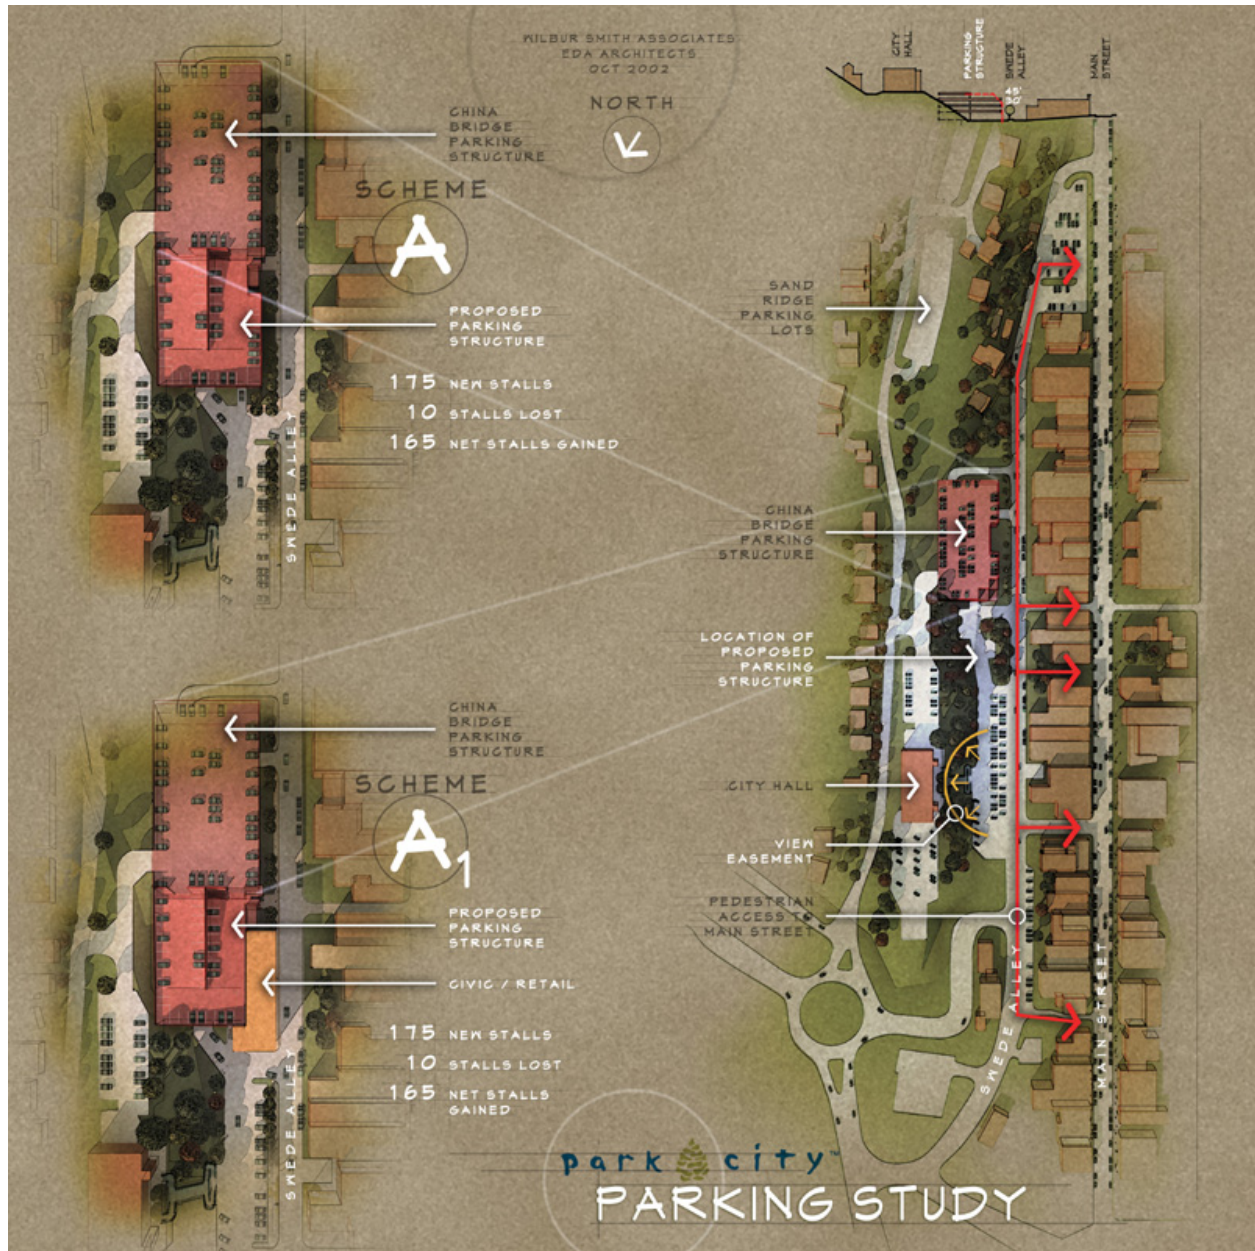 WILBUR SMITH ASSOCIATES
EDA ARCHITECTS
OCT 2002
NORTH
CHINA
BRIDGE
PARKING
STRUCTURE
SCHEME
A
PROPOSED
PARKING
STRUCTURE
175 NEW STALLS
10 STALLS LOST
165 NET STALLS GAINED
SWEDE ALLEY
CHINA
BRIDGE
PARKING
STRUCTURE
SCHEME
A1
PROPOSED
PARKING
STRUCTURE
CIVIC / RETAIL
175 NEW STALLS
10 STALLS LOST
165 NET STALLS
GAINED
SWEDE ALLEY
CITY
HALL
PARKING
STRUCTURE
SWEDE
ALLEY
MAIN
STREET
45'
30'
SAND
RIDGE
PARKING
LOTS
CHINA
BRIDGE
PARKING
STRUCTURE
LOCATION OF
PROPOSED
PARKING
STRUCTURE
CITY HALL
VIEW
EASEMENT
PEDESTRIAN
ACCESS TO
MAIN STREET
SWEDE ALLEY
MAIN STREET
park city™
PARKING STUDY